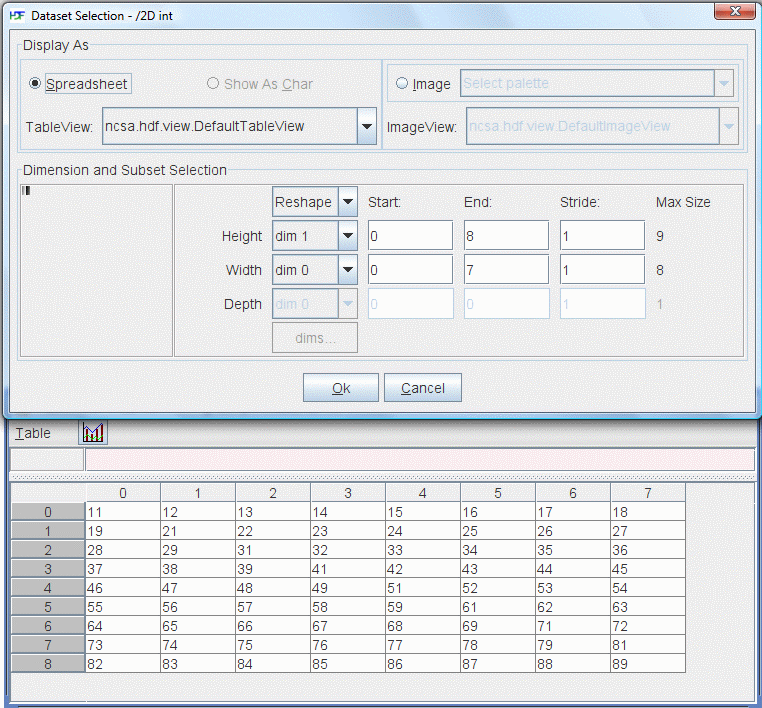 HDF Dataset Selection - /2D int
Display As
Spreadsheet Show As Char Image Select palette
TableView: ncsa.hdf.view.DefaultTableView ImageView: ncsa.hdf.view.DefaultImageView
Dimension and Subset Selection
Reshape Start: End: Stride: Max Size
Height dim 1 0 8 1 9
Width dim 0 0 7 1 8
Depth dim 0 0 0 1 1
dims...
Ok Cancel
Table
0 1 2 3 4 5 6 7
0 11 12 13 14 15 16 17 18
1 19 21 22 23 24 25 26 27
2 28 29 31 32 33 34 35 36
3 37 38 39 41 42 43 44 45
4 46 47 48 49 51 52 53 54
5 55 56 57 58 59 61 62 63
6 64 65 66 67 68 69 71 72
7 73 74 75 76 77 78 79 81
8 82 83 84 85 86 87 88 89